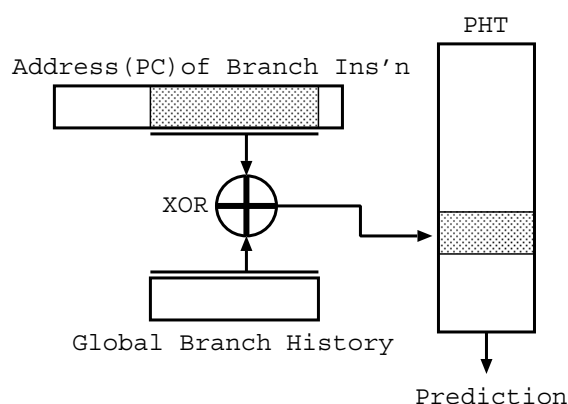 PHT
Address(PC)of Branch Ins'n
XOR
Global Branch History
Prediction